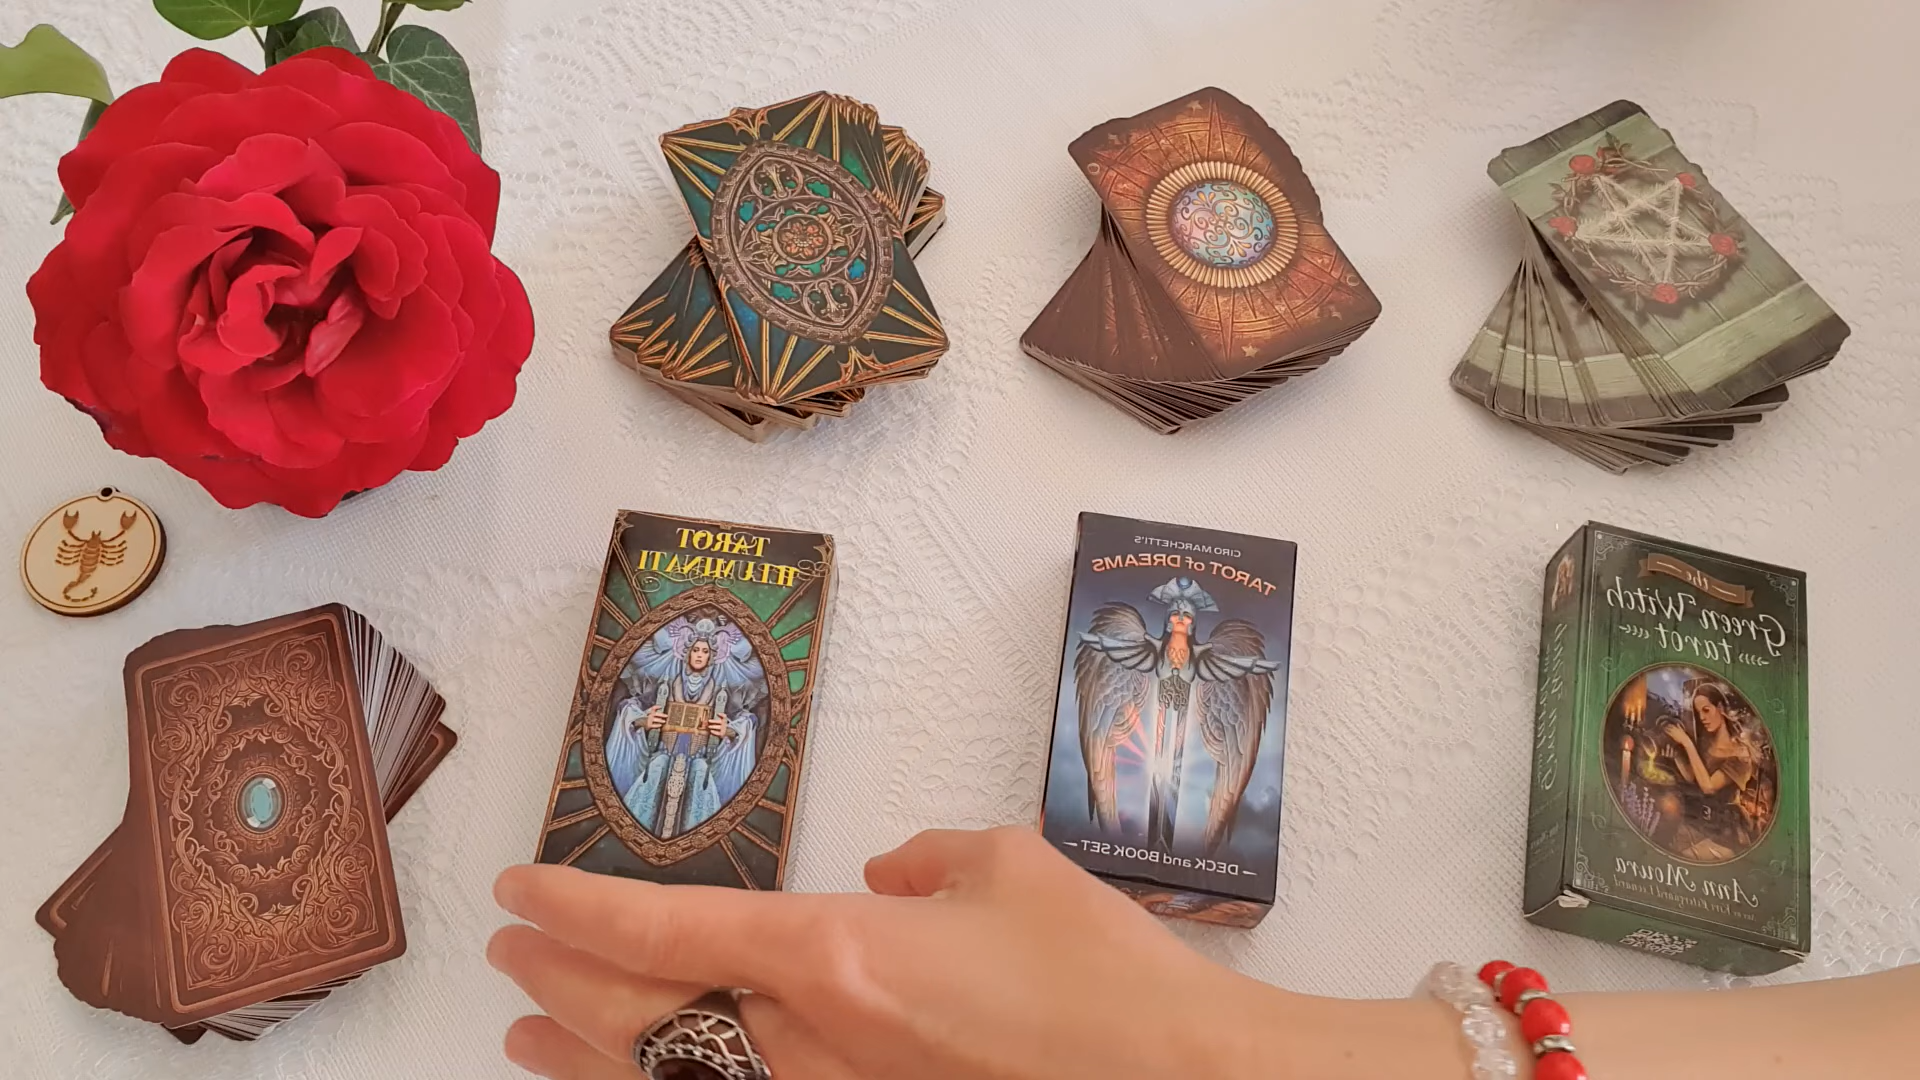 TAROT
ILLUMINATI
CIRO MARCHETTI'S
TAROT of DREAMS
DECK and BOOK SET
the
Green Witch
tarot
Ann Moura